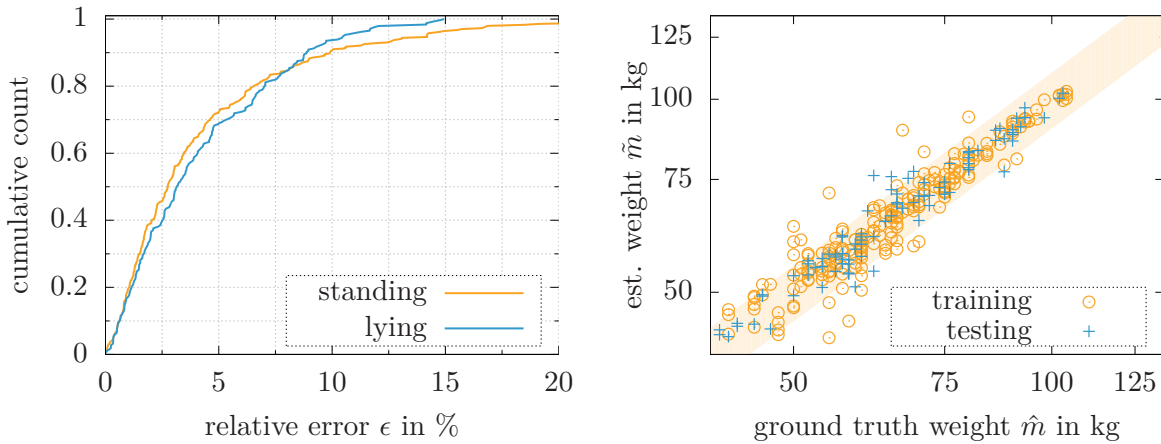 cumulative count
1
0.8
0.6
0.4
0.2
0
0
5
10
15
20
relative error ϵ in %
standing
lying
est. weight m̃ in kg
125
100
75
50
50
75
100
125
ground truth weight m̂ in kg
training
testing